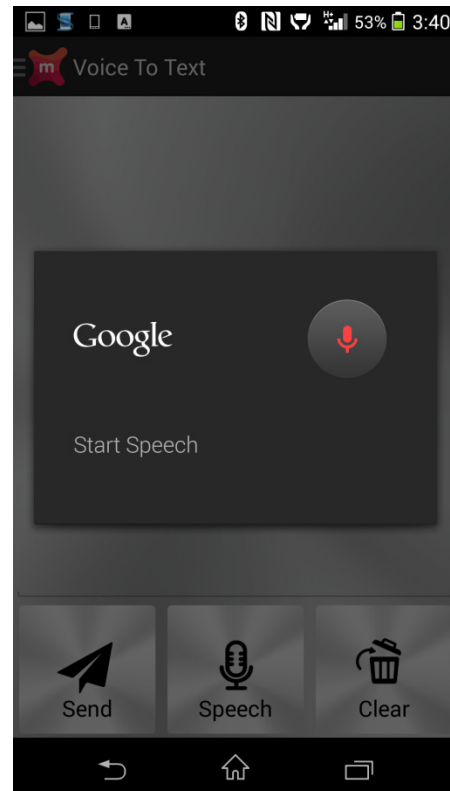 A H+ 53% 3:40
m Voice To Text
Google
Start Speech
Send Speech Clear